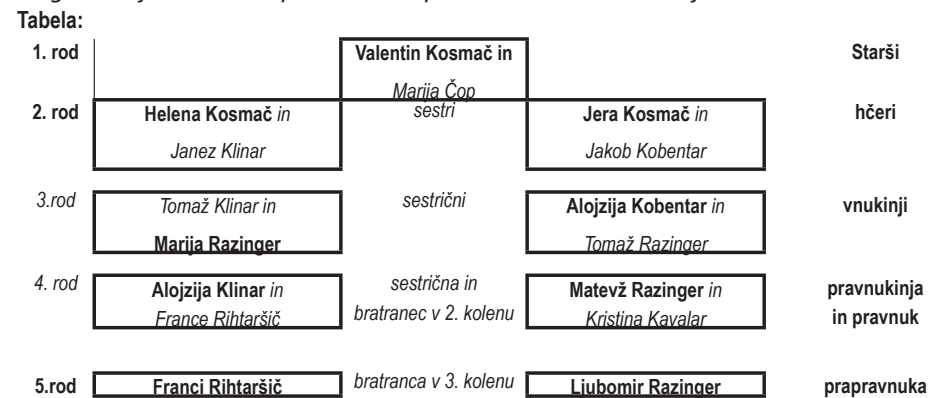 Tabela:
1. rod Valentin Kosmač in Starši
Marija Čop
2. rod Helena Kosmač in sestri Jera Kosmač in hčeri
Janez Klinar Jakob Kobentar
3.rod Tomaž Klinar in sestrični Alojzija Kobentar in vnukinji
Marija Razinger Tomaž Razinger
4. rod Alojzija Klinar in sestrična in Matevž Razinger in pravnukinja
France Rihtaršič bratranec v 2. kolenu Kristina Kavalar in pravnuk
5.rod Franci Rihtaršič bratranca v 3. kolenu Ljubomir Razinger prapravnuka